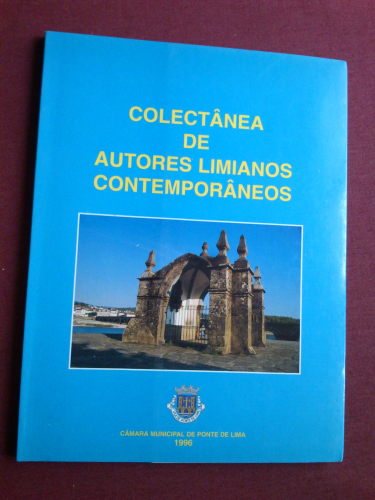 COLECTÂNEA
DE
AUTORES LIMIANOS
CONTEMPORÂNEOS
CÂMARA MUNICIPAL DE PONTE DE LIMA
1996